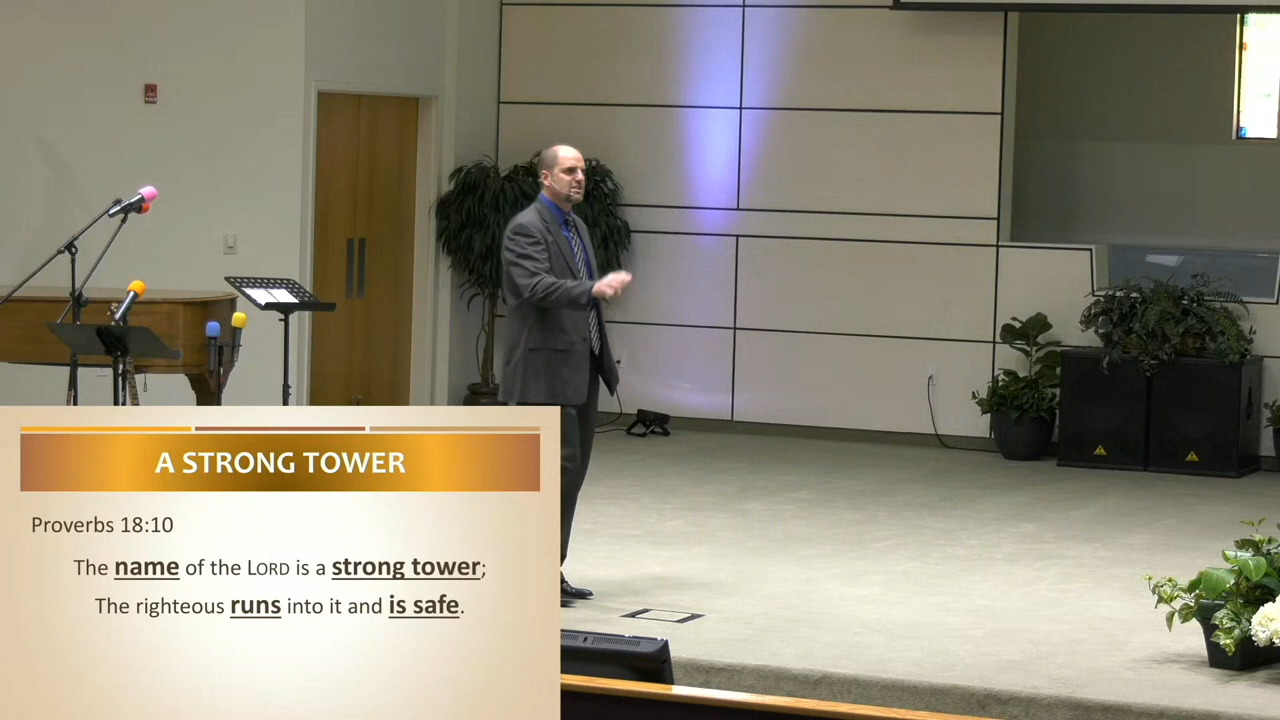 A STRONG TOWER
Proverbs 18:10
The name of the LORD is a strong tower;
The righteous runs into it and is safe.